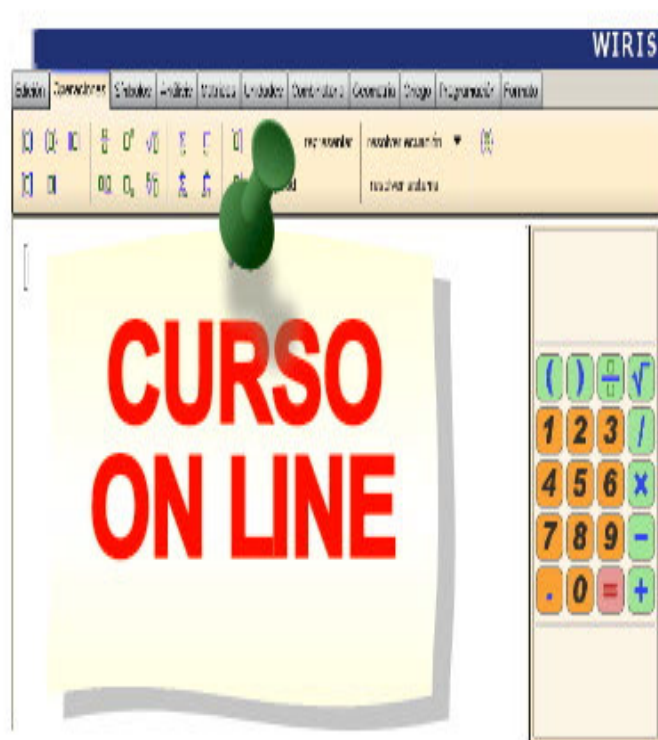 WIRIS
Edición Operaciones Símbolos Análisis Matrices Unidades Combinatoria Geometría Griego Programación Formato
representar resolver ecuación
resolver sistema
CURSO
ON LINE
( ) √
1 2 3 /
4 5 6 ×
7 8 9 -
. 0 = +